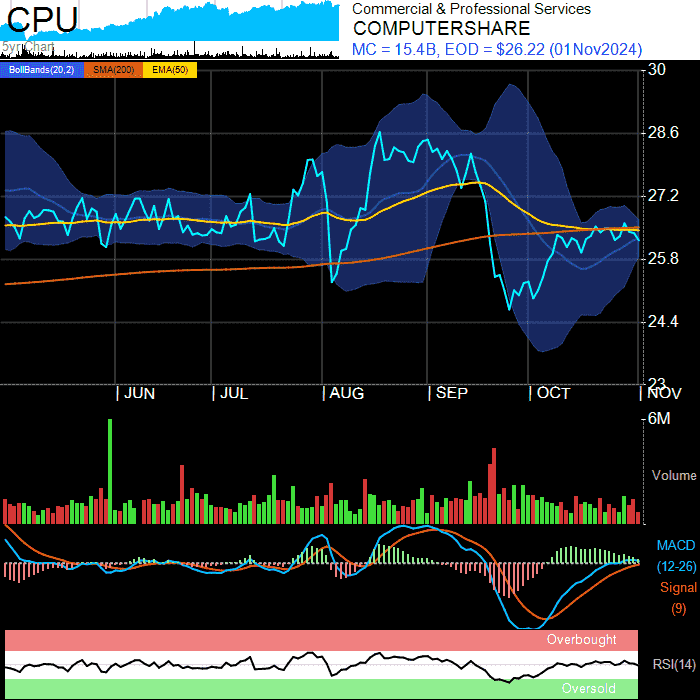 CPU
5yr Chart
Commercial & Professional Services
COMPUTERSHARE
MC = 15.4B, EOD = $26.22 (01Nov2024)
BollBands(20,2) SMA(200) EMA(50)
30
28.6
27.2
25.8
24.4
23
JUN JUL AUG SEP OCT NOV
6M
Volume
MACD
(12-26)
Signal
(9)
Overbought
RSI(14)
Oversold